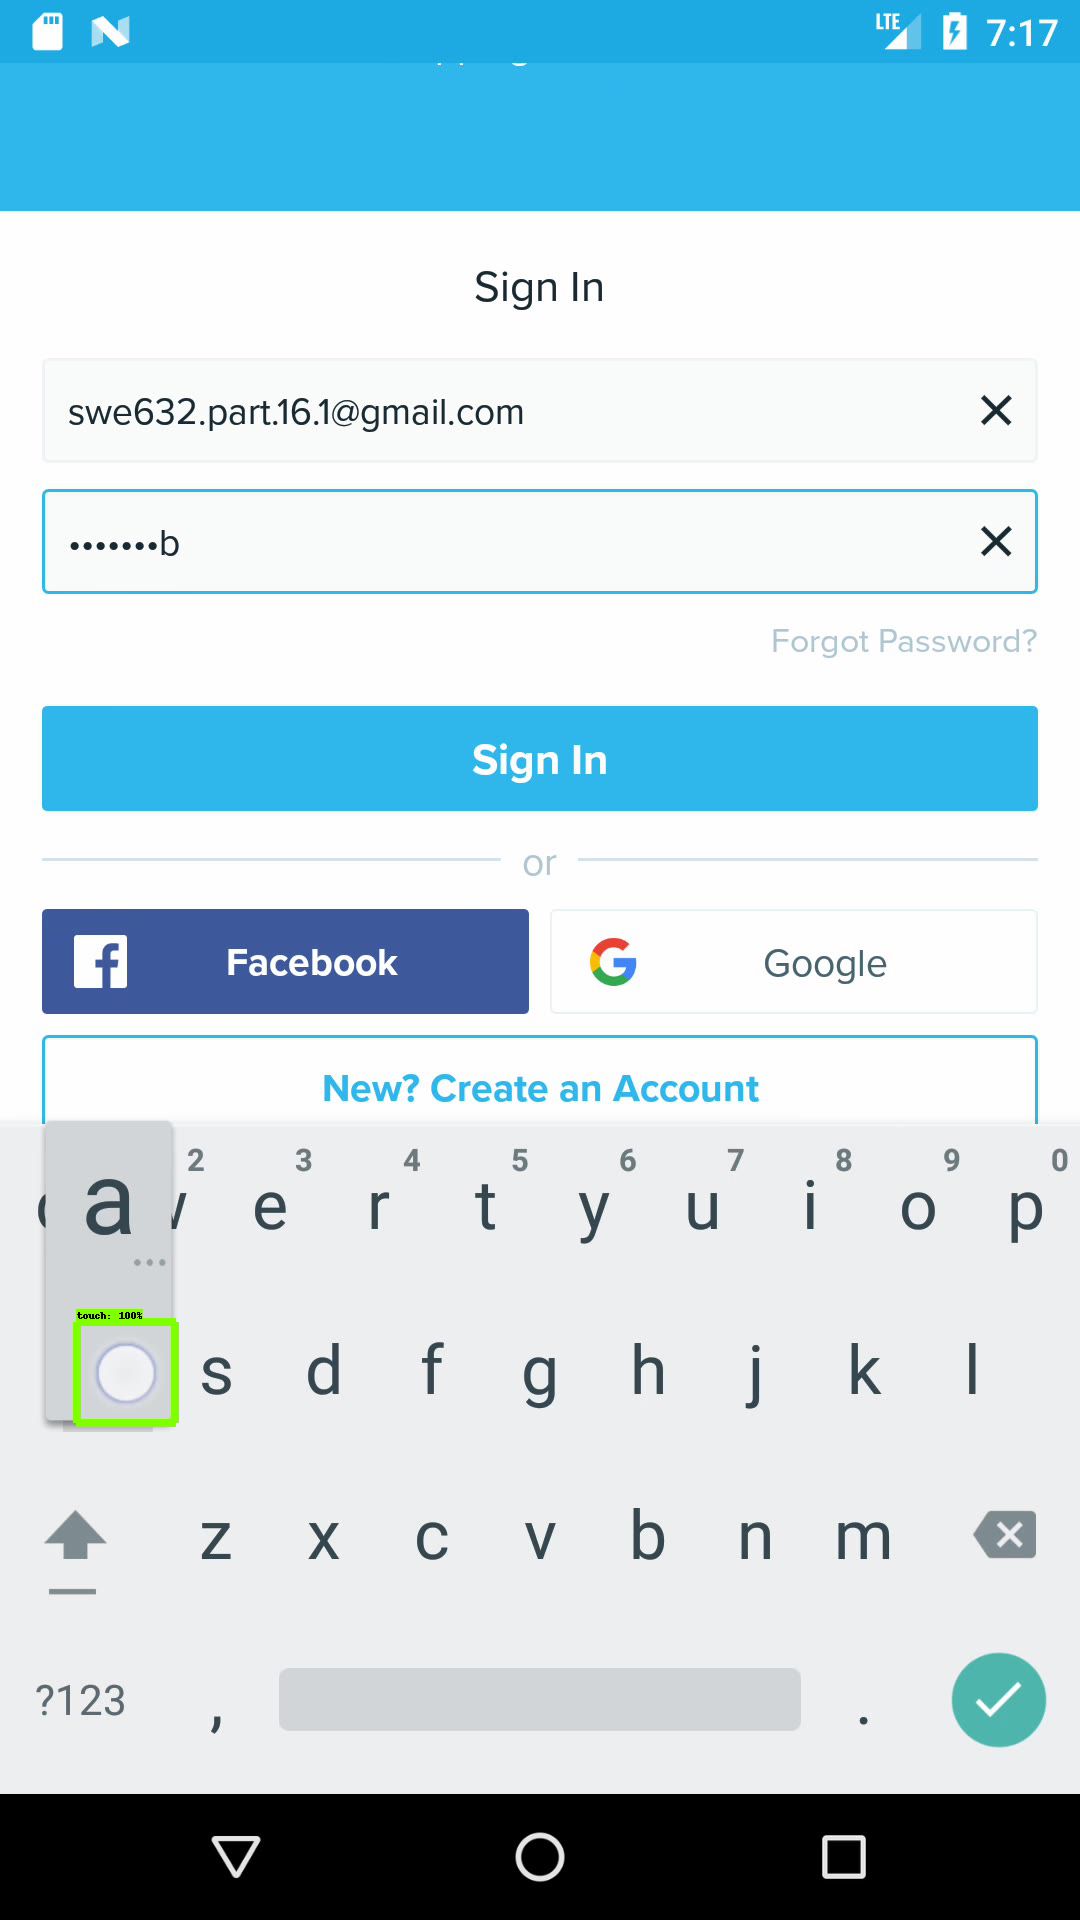 LTE 7:17
Sign In
swe632.part.16.1@gmail.com
•••••••b
Forgot Password?
Sign In
or
Facebook
Google
New? Create an Account
2 3 4 5 6 7 8 9 0
a e r t y u i o p
touch: 100%
s d f g h j k l
z x c v b n m
?123 , .